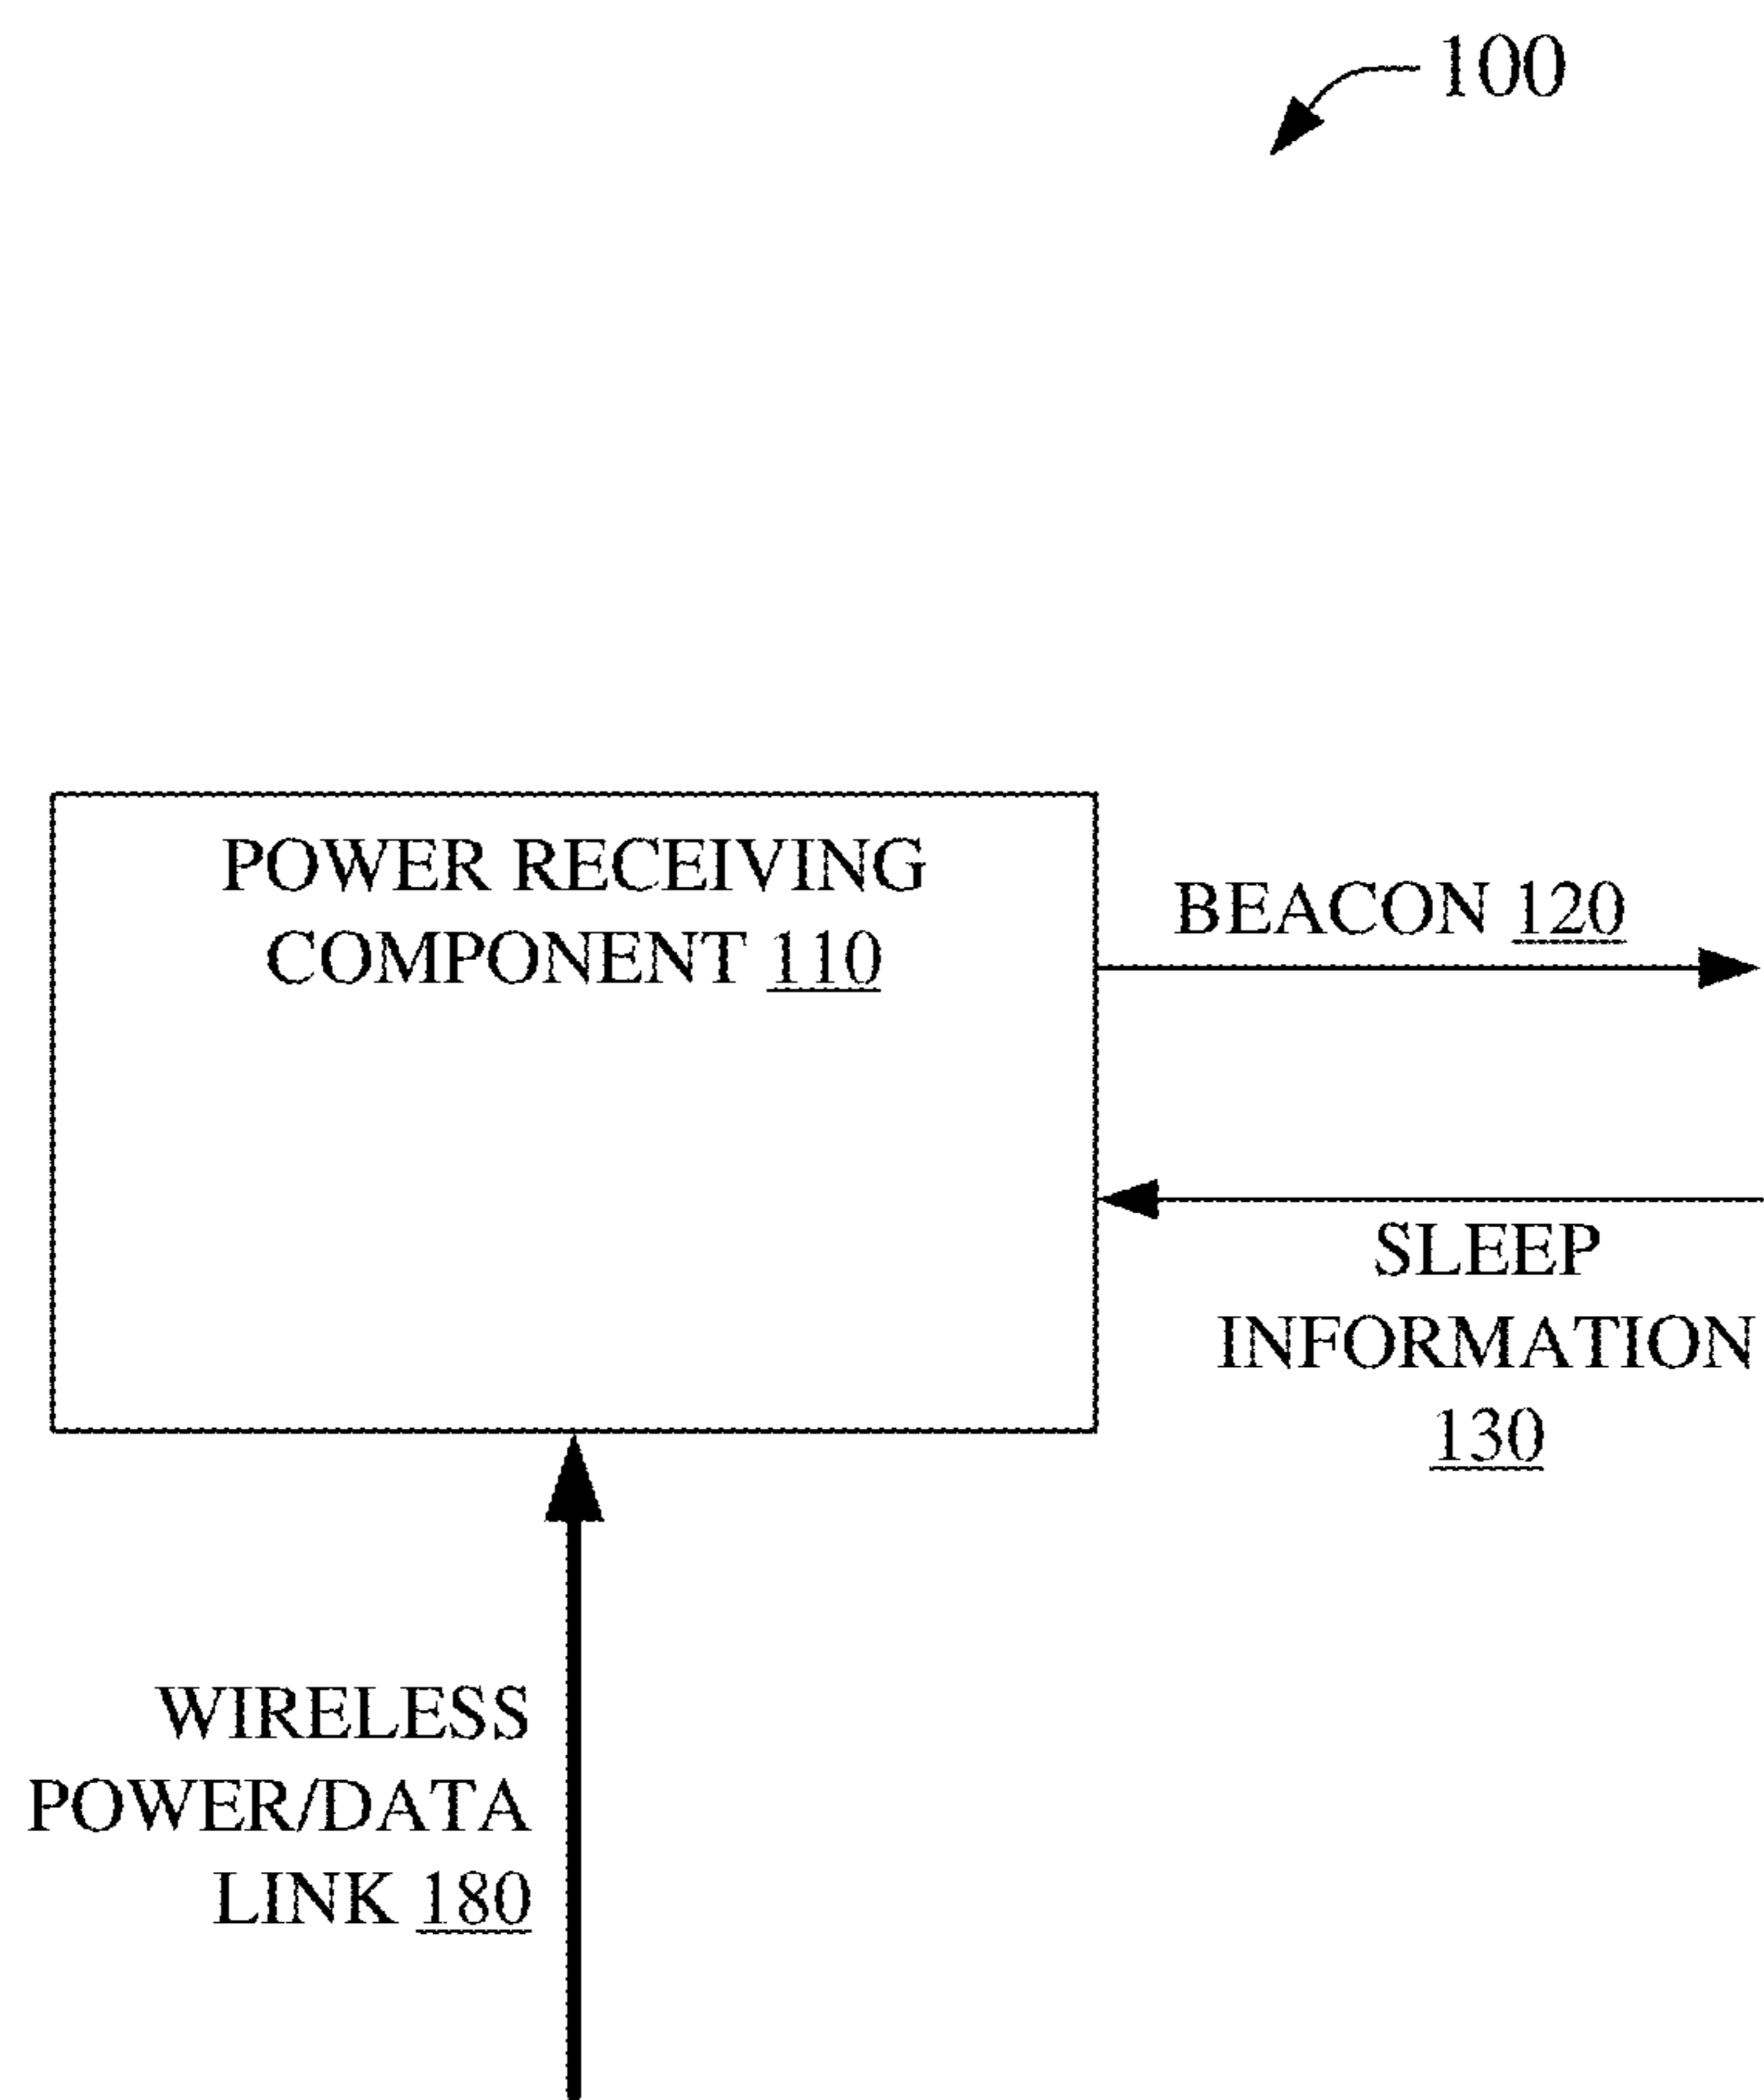 100
POWER RECEIVING
COMPONENT 110
BEACON 120
SLEEP
INFORMATION
130
WIRELESS
POWER/DATA
LINK 180